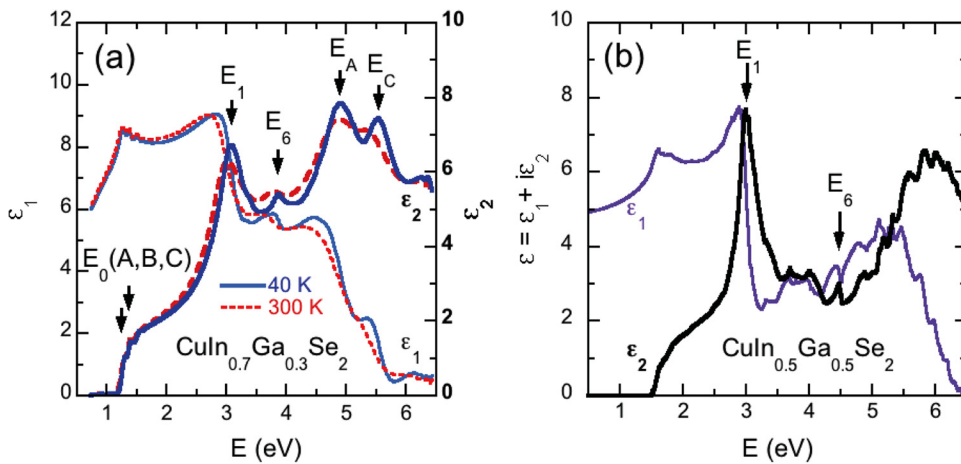 12
10
8
6
4
2
0
ε1
(a)
E1
E6
EA
EC
E0(A,B,C)
40 K
300 K
CuIn0.7Ga0.3Se2
ε2
ε1
10
8
6
4
2
0
ε2
1 2 3 4 5 6
E (eV)
10
8
6
4
2
0
ε = ε1 + iε2
(b)
E1
E6
ε1
ε2
CuIn0.5Ga0.5Se2
1 2 3 4 5 6
E (eV)